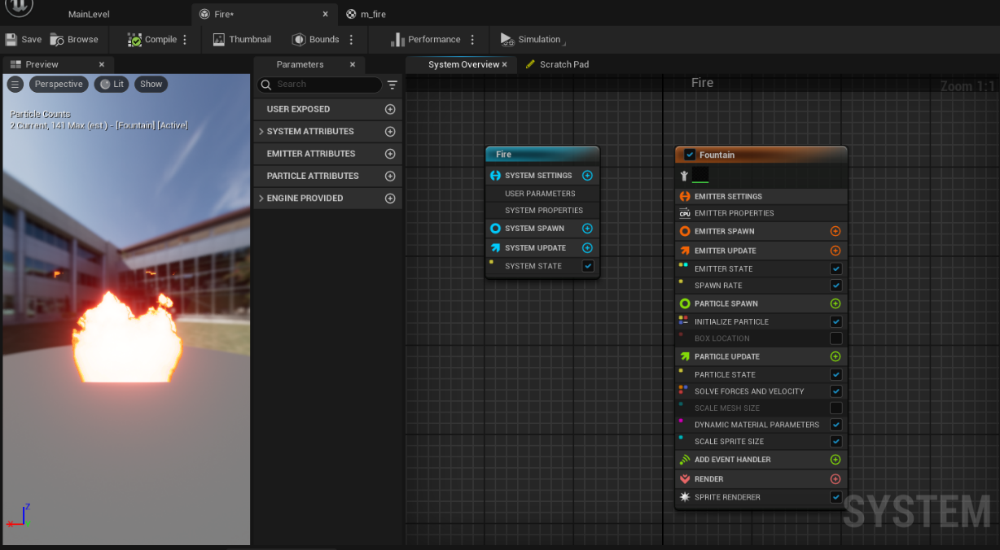 MainLevel
Fire*
m_fire
Save
Browse
Compile
Thumbnail
Bounds
Performance
Simulation
Preview
Parameters
System Overview
Scratch Pad
Perspective
Lit
Show
Search
Fire
Zoom 1:1
Particle Counts
2 Current, 141 Max (est.) - [Fountain] [Active]
USER EXPOSED
SYSTEM ATTRIBUTES
EMITTER ATTRIBUTES
PARTICLE ATTRIBUTES
ENGINE PROVIDED
Fire
SYSTEM SETTINGS
USER PARAMETERS
SYSTEM PROPERTIES
SYSTEM SPAWN
SYSTEM UPDATE
SYSTEM STATE
Fountain
EMITTER SETTINGS
CPU EMITTER PROPERTIES
EMITTER SPAWN
EMITTER UPDATE
EMITTER STATE
SPAWN RATE
PARTICLE SPAWN
INITIALIZE PARTICLE
BOX LOCATION
PARTICLE UPDATE
PARTICLE STATE
SOLVE FORCES AND VELOCITY
SCALE MESH SIZE
DYNAMIC MATERIAL PARAMETERS
SCALE SPRITE SIZE
ADD EVENT HANDLER
RENDER
SPRITE RENDERER
SYSTEM
Z
X
Y